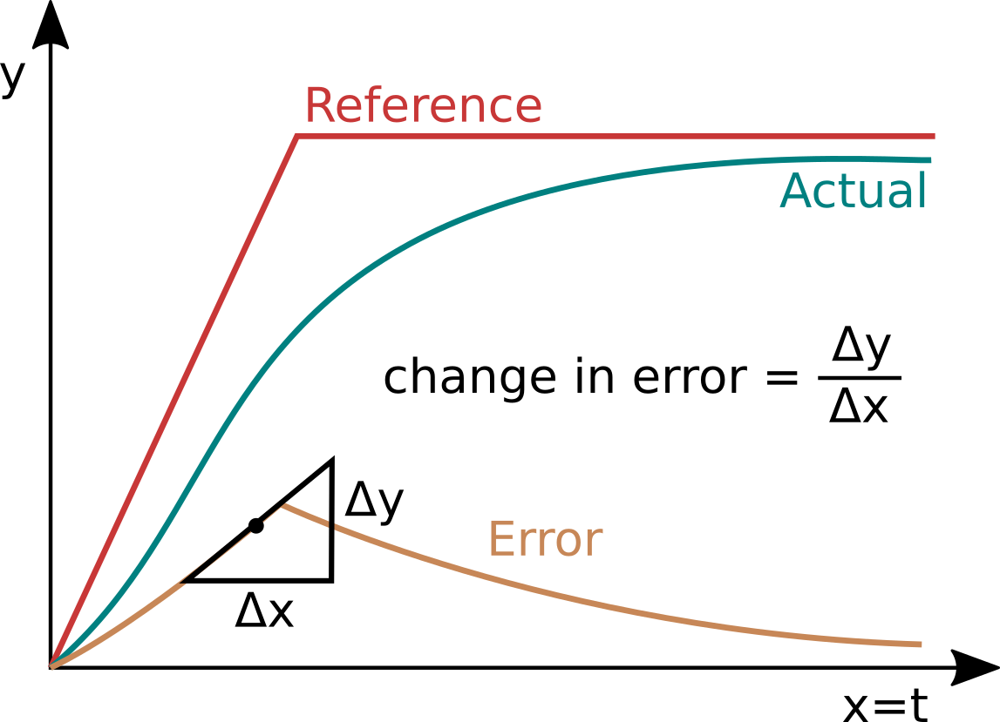 y
Reference
Actual
change in error = Δy/Δx
Δy
Error
Δx
x=t